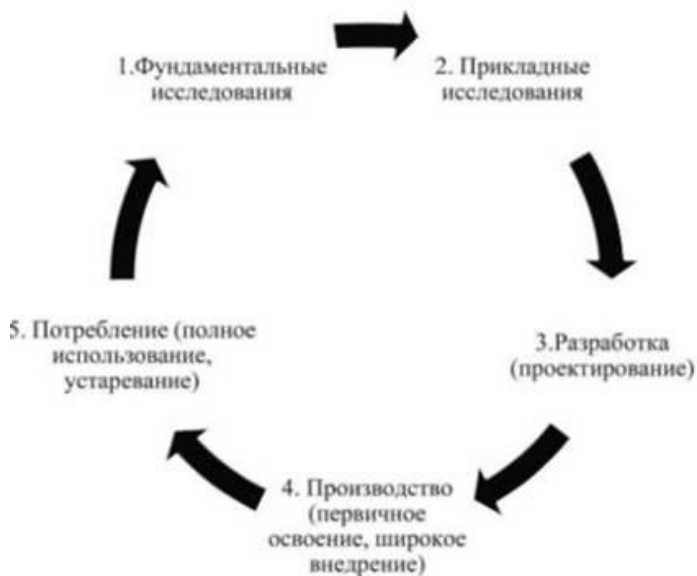 1.Фундаментальные
исследования
2. Прикладные
исследования
3.Разработка
(проектирование)
4. Производство
(первичное
освоение, широкое
внедрение)
5. Потребление (полное
использование,
устаревание)